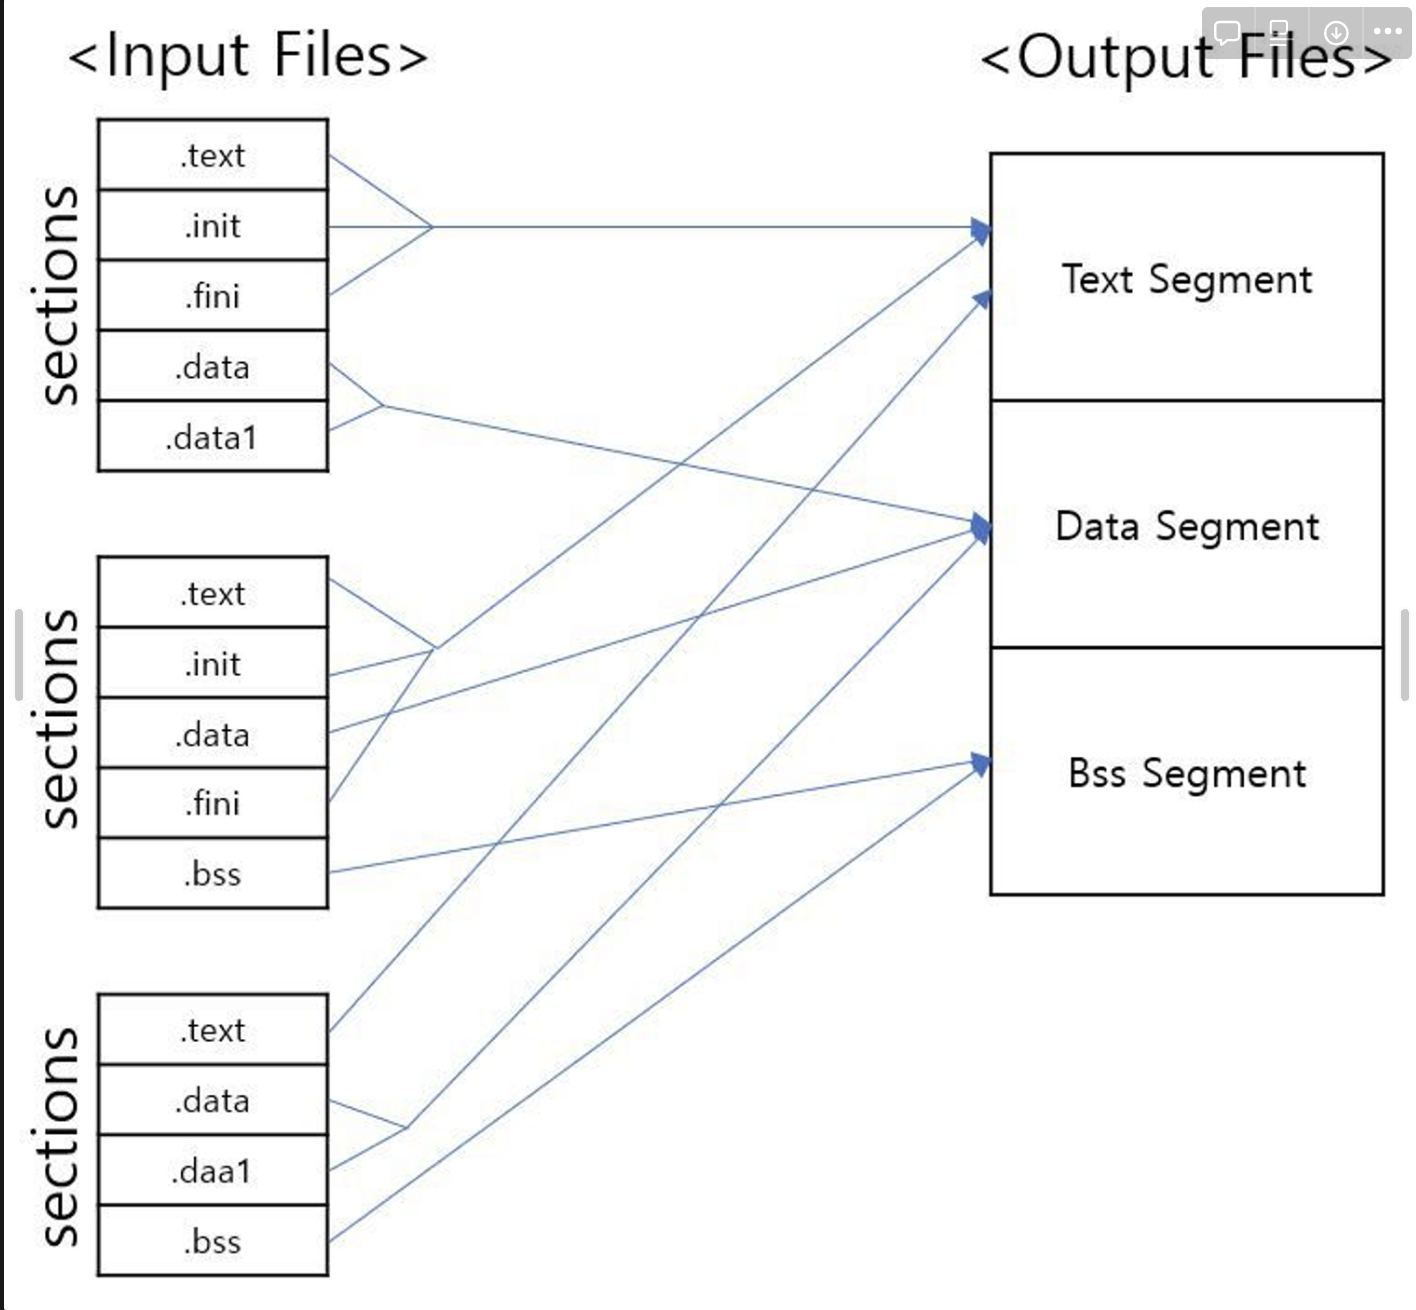 <Input Files>
<Output Files>
sections
.text
.init
.fini
.data
.data1
sections
.text
.init
.data
.fini
.bss
sections
.text
.data
.daa1
.bss
Text Segment
Data Segment
Bss Segment